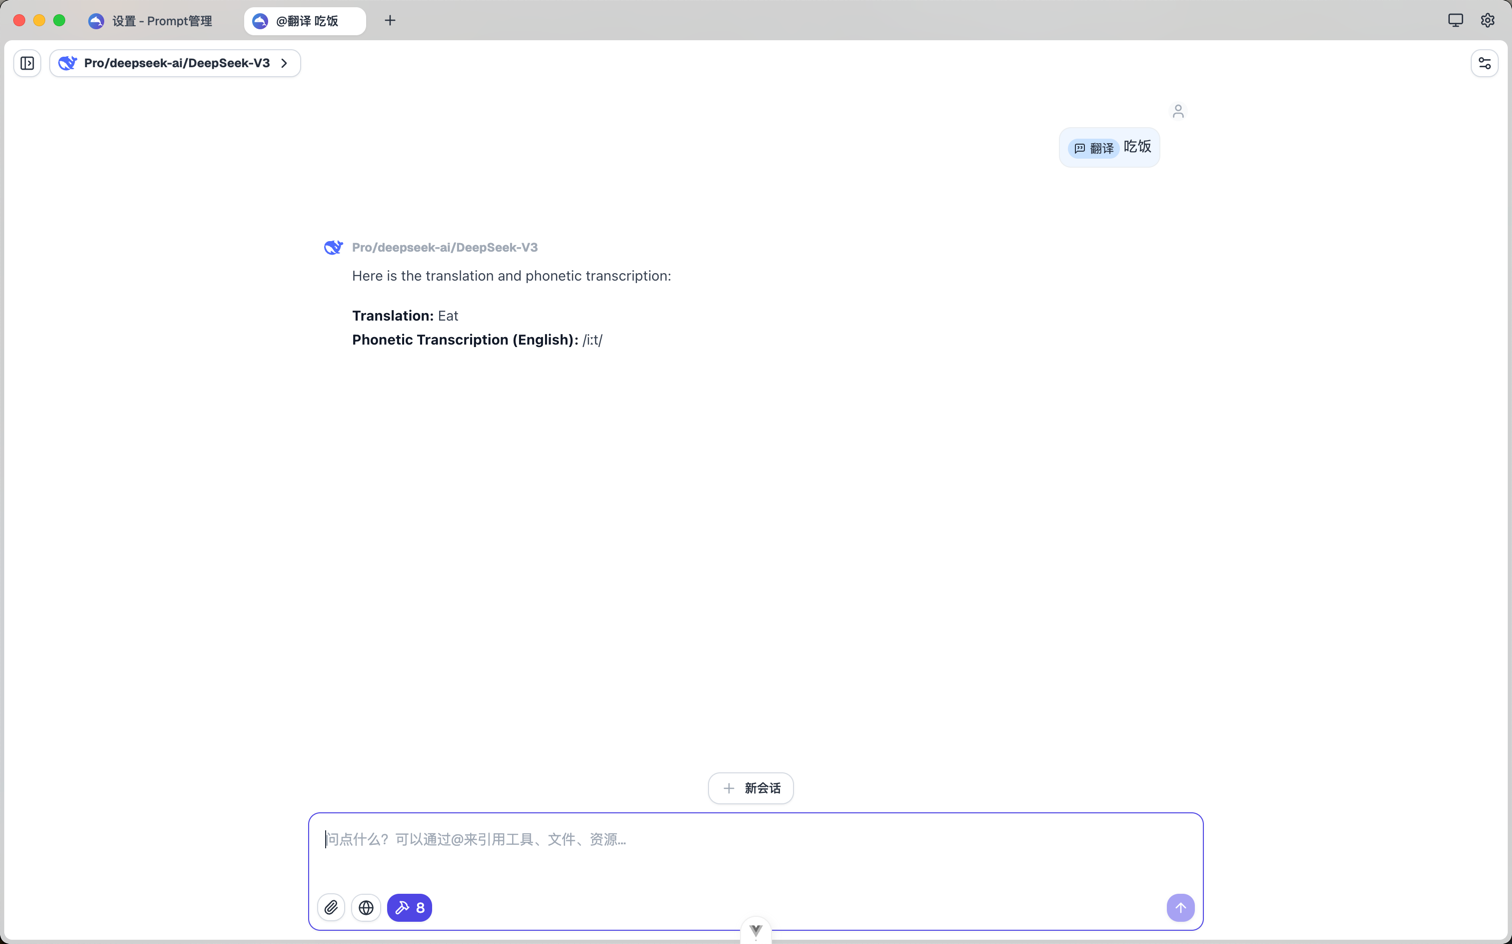 设置 - Prompt管理
@翻译 吃饭
Pro/deepseek-ai/DeepSeek-V3
翻译 吃饭
Pro/deepseek-ai/DeepSeek-V3
Here is the translation and phonetic transcription:
Translation: Eat
Phonetic Transcription (English): /iːt/
新会话
问点什么？可以通过@来引用工具、文件、资源...
8